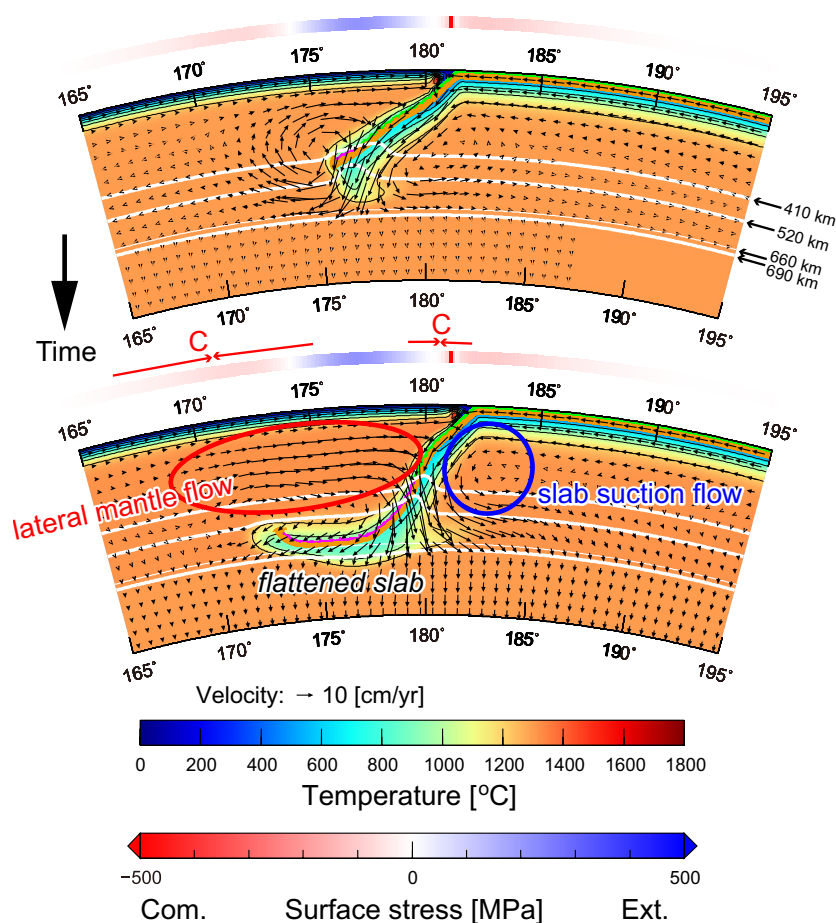 165° 170° 175° 180° 185° 190° 195°
410 km
520 km
660 km
690 km
165° 170° 175° 180° 185° 190° 195°
Time
C C
165° 170° 175° 180° 185° 190° 195°
lateral mantle flow
slab suction flow
flattened slab
165° 170° 175° 180° 185° 190° 195°
Velocity: → 10 [cm/yr]
0 200 400 600 800 1000 1200 1400 1600 1800
Temperature [°C]
−500 0 500
Com. Surface stress [MPa] Ext.